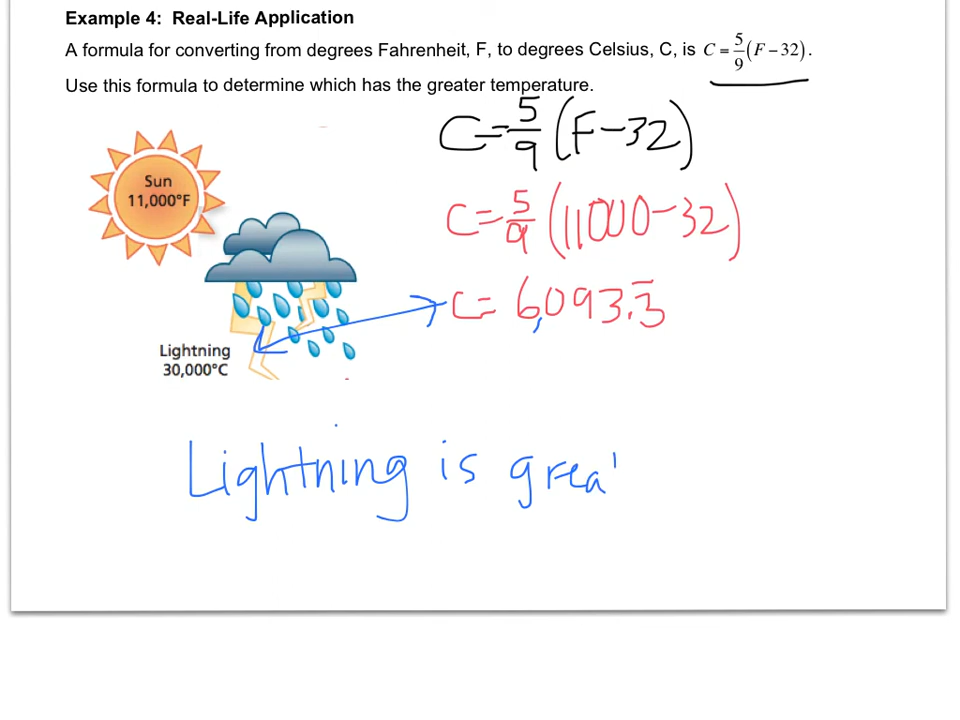 Example 4: Real-Life Application
A formula for converting from degrees Fahrenheit, F, to degrees Celsius, C, is C = 5/9 (F − 32).
Use this formula to determine which has the greater temperature.
C = 5/9 (F − 32)
Sun
11,000°F
C = 5/9 (11000 − 32)
C = 6,093.3̅
Lightning
30,000°C
Lightning is grea